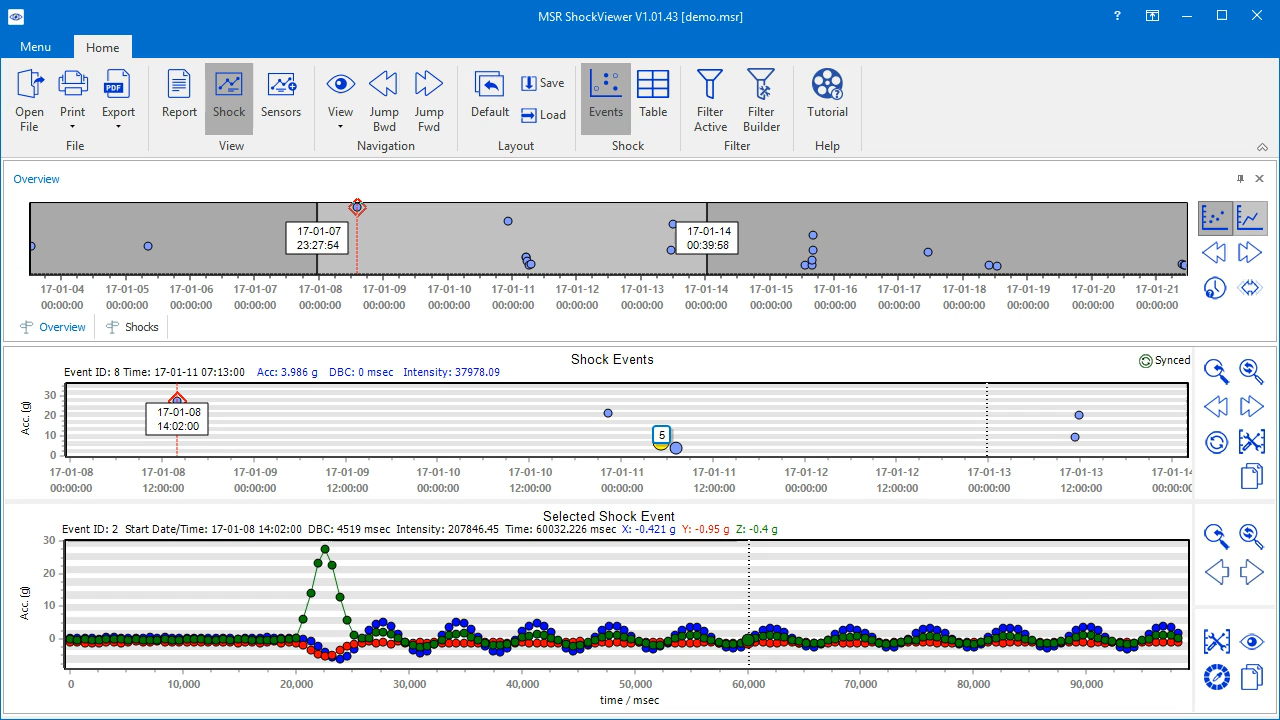 MSR ShockViewer V1.01.43 [demo.msr]
?
Menu
Home
Open File
Print
PDF
Export
Report
Shock
Sensors
View
Jump Bwd
Jump Fwd
Default
Save
Load
Events
Table
Filter Active
Filter Builder
Tutorial
File
View
Navigation
Layout
Shock
Filter
Help
Overview
17-01-07
23:27:54
17-01-14
00:39:58
17-01-04 17-01-05 17-01-06 17-01-07 17-01-08 17-01-09 17-01-10 17-01-11 17-01-12 17-01-13 17-01-14 17-01-15 17-01-16 17-01-17 17-01-18 17-01-19 17-01-20 17-01-21
00:00:00 00:00:00 00:00:00 00:00:00 00:00:00 00:00:00 00:00:00 00:00:00 00:00:00 00:00:00 00:00:00 00:00:00 00:00:00 00:00:00 00:00:00 00:00:00 00:00:00 00:00:00
Overview
Shocks
Shock Events
Synced
Event ID: 8 Time: 17-01-11 07:13:00 Acc: 3.986 g DBC: 0 msec Intensity: 37978.09
Acc. (g)
30
20
10
0
17-01-08
14:02:00
5
17-01-08 17-01-08 17-01-09 17-01-09 17-01-10 17-01-10 17-01-11 17-01-11 17-01-12 17-01-12 17-01-13 17-01-13 17-01-14
00:00:00 12:00:00 00:00:00 12:00:00 00:00:00 12:00:00 00:00:00 12:00:00 00:00:00 12:00:00 00:00:00 12:00:00 00:00:00
Selected Shock Event
Event ID: 2 Start Date/Time: 17-01-08 14:02:00 DBC: 4519 msec Intensity: 207846.45 Time: 60032.226 msec X: -0.421 g Y: -0.95 g Z: -0.4 g
Acc. (g)
30
20
10
0
0 10,000 20,000 30,000 40,000 50,000 60,000 70,000 80,000 90,000
time / msec